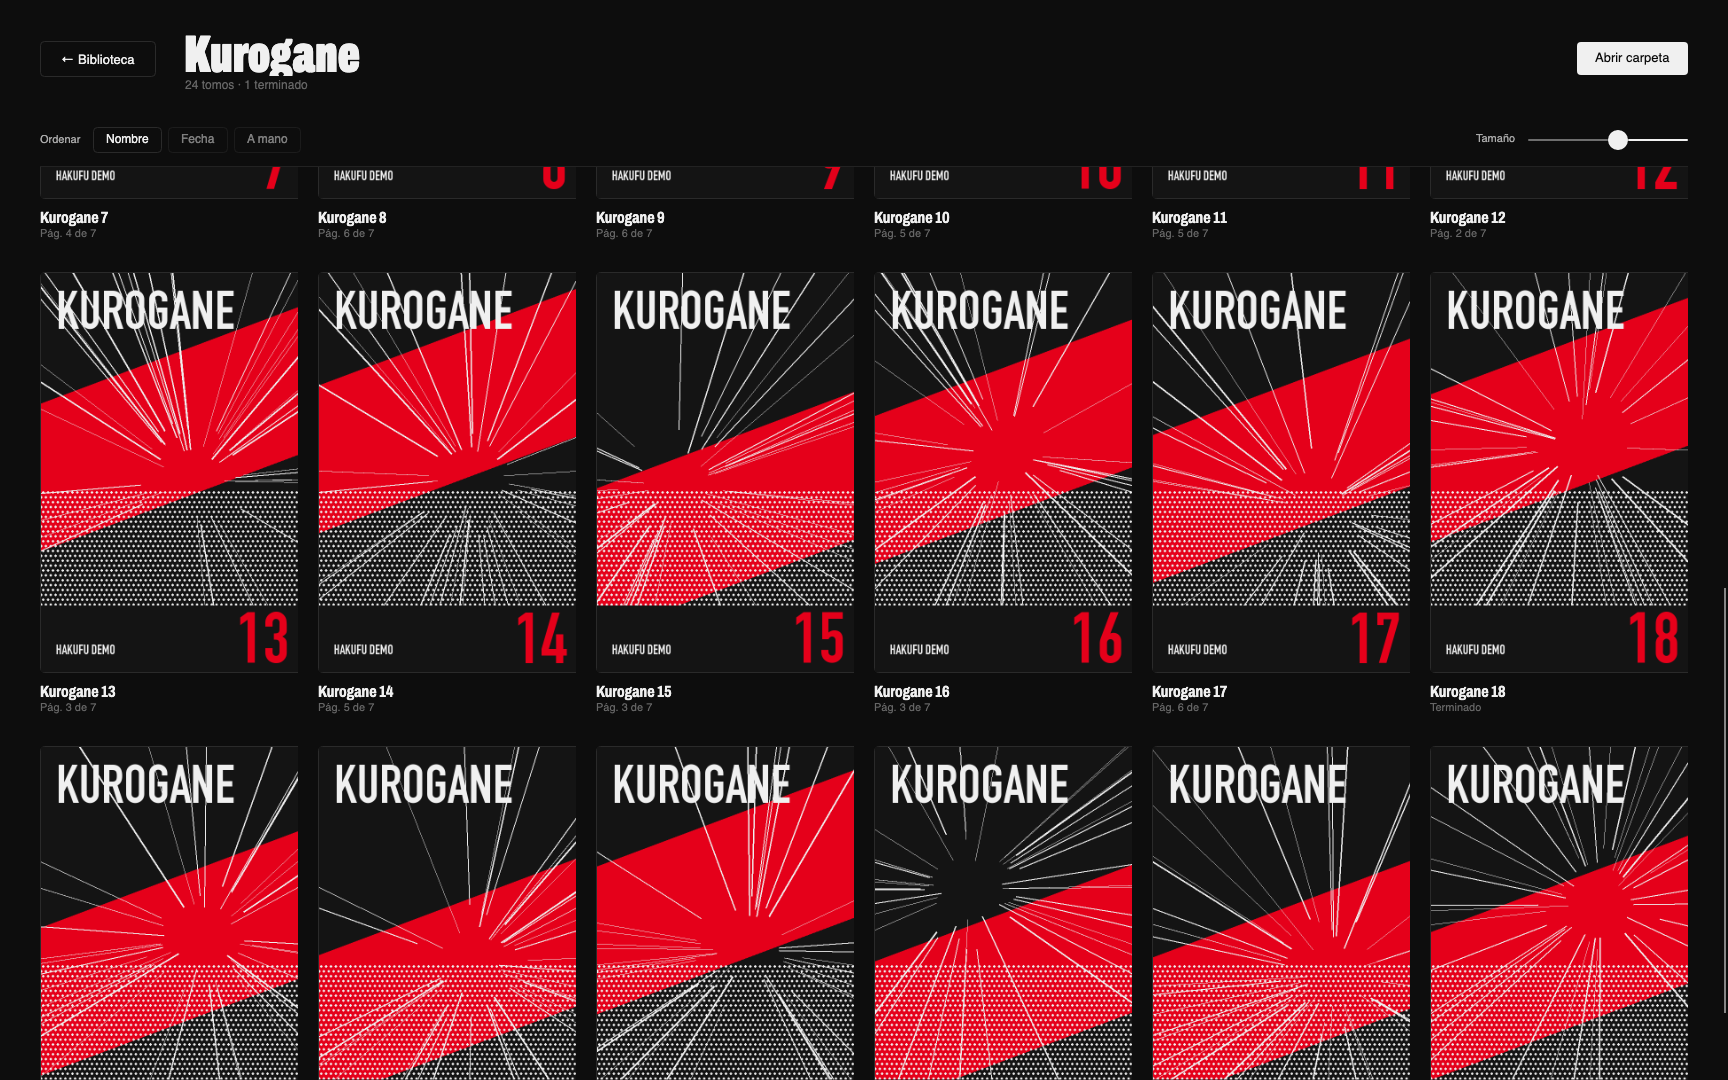 ← Biblioteca
Kurogane
24 tomos · 1 terminado
Abrir carpeta
Ordenar Nombre Fecha A mano
Tamaño
HAKUFU DEMO 7
HAKUFU DEMO 8
HAKUFU DEMO 9
HAKUFU DEMO 10
HAKUFU DEMO 11
HAKUFU DEMO 12
Kurogane 7
Pág. 4 de 7
Kurogane 8
Pág. 6 de 7
Kurogane 9
Pág. 6 de 7
Kurogane 10
Pág. 5 de 7
Kurogane 11
Pág. 5 de 7
Kurogane 12
Pág. 2 de 7
KUROGANE
HAKUFU DEMO 13
Kurogane 13
Pág. 3 de 7
KUROGANE
HAKUFU DEMO 14
Kurogane 14
Pág. 5 de 7
KUROGANE
HAKUFU DEMO 15
Kurogane 15
Pág. 3 de 7
KUROGANE
HAKUFU DEMO 16
Kurogane 16
Pág. 3 de 7
KUROGANE
HAKUFU DEMO 17
Kurogane 17
Pág. 6 de 7
KUROGANE
HAKUFU DEMO 18
Kurogane 18
Terminado
KUROGANE
KUROGANE
KUROGANE
KUROGANE
KUROGANE
KUROGANE